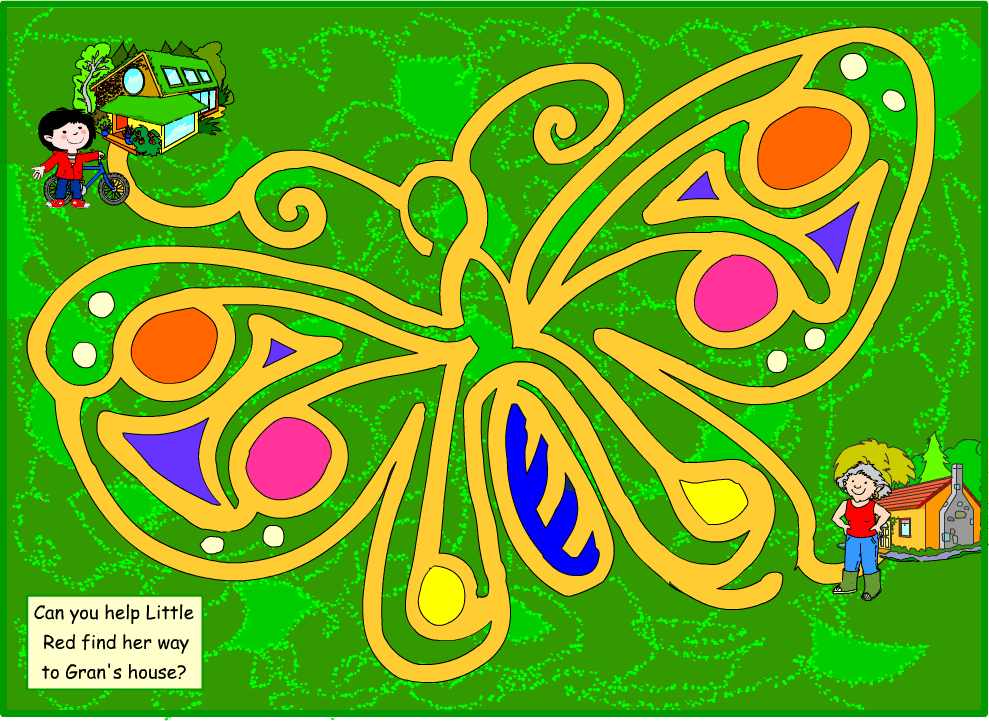 Can you help Little
Red find her way
to Gran's house?